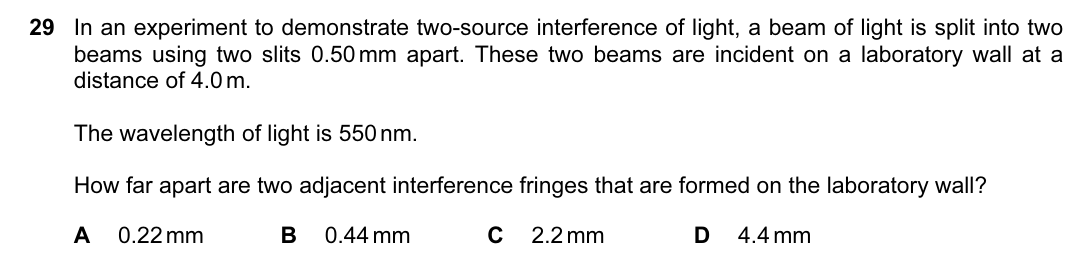 29 In an experiment to demonstrate two-source interference of light, a beam of light is split into two
beams using two slits 0.50 mm apart. These two beams are incident on a laboratory wall at a
distance of 4.0 m.
The wavelength of light is 550 nm.
How far apart are two adjacent interference fringes that are formed on the laboratory wall?
A 0.22 mm B 0.44 mm C 2.2 mm D 4.4 mm